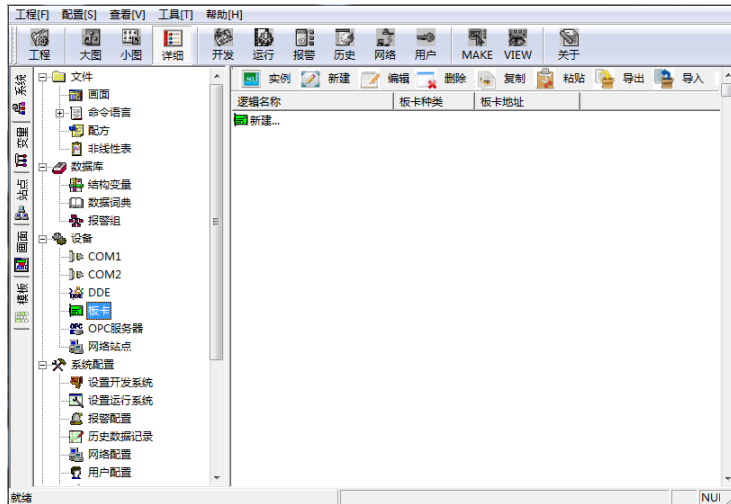 工程[F] 配置[S] 查看[V] 工具[T] 帮助[H]
工程 大图 小图 详细 开发 运行 报警 历史 网络 用户 MAKE VIEW 关于
系统
变量
站点
画面
模板
文件
画面
命令语言
配方
非线性表
数据库
结构变量
数据词典
报警组
设备
COM1
COM2
DDE
板卡
OPC服务器
网络站点
系统配置
设置开发系统
设置运行系统
报警配置
历史数据记录
网络配置
用户配置
实例 新建 编辑 删除 复制 粘贴 导出 导入
逻辑名称 板卡种类 板卡地址
新建...
就绪 NUI